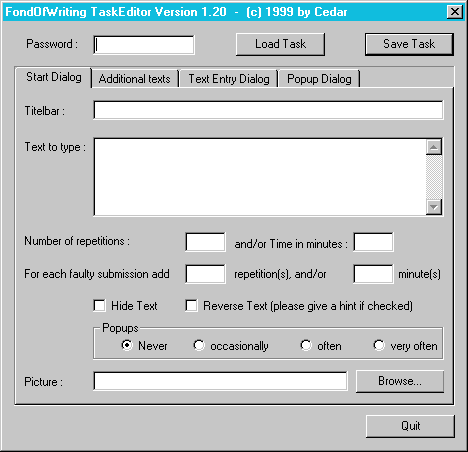 FondOfWriting TaskEditor Version 1.20 - (c) 1999 by Cedar
Password : Load Task Save Task
Start Dialog Additional texts Text Entry Dialog Popup Dialog
Titelbar :
Text to type :
Number of repetitions : and/or Time in minutes :
For each faulty submission add repetition(s), and/or minute(s)
Hide Text Reverse Text (please give a hint if checked)
Popups
Never occasionally often very often
Picture : Browse...
Quit